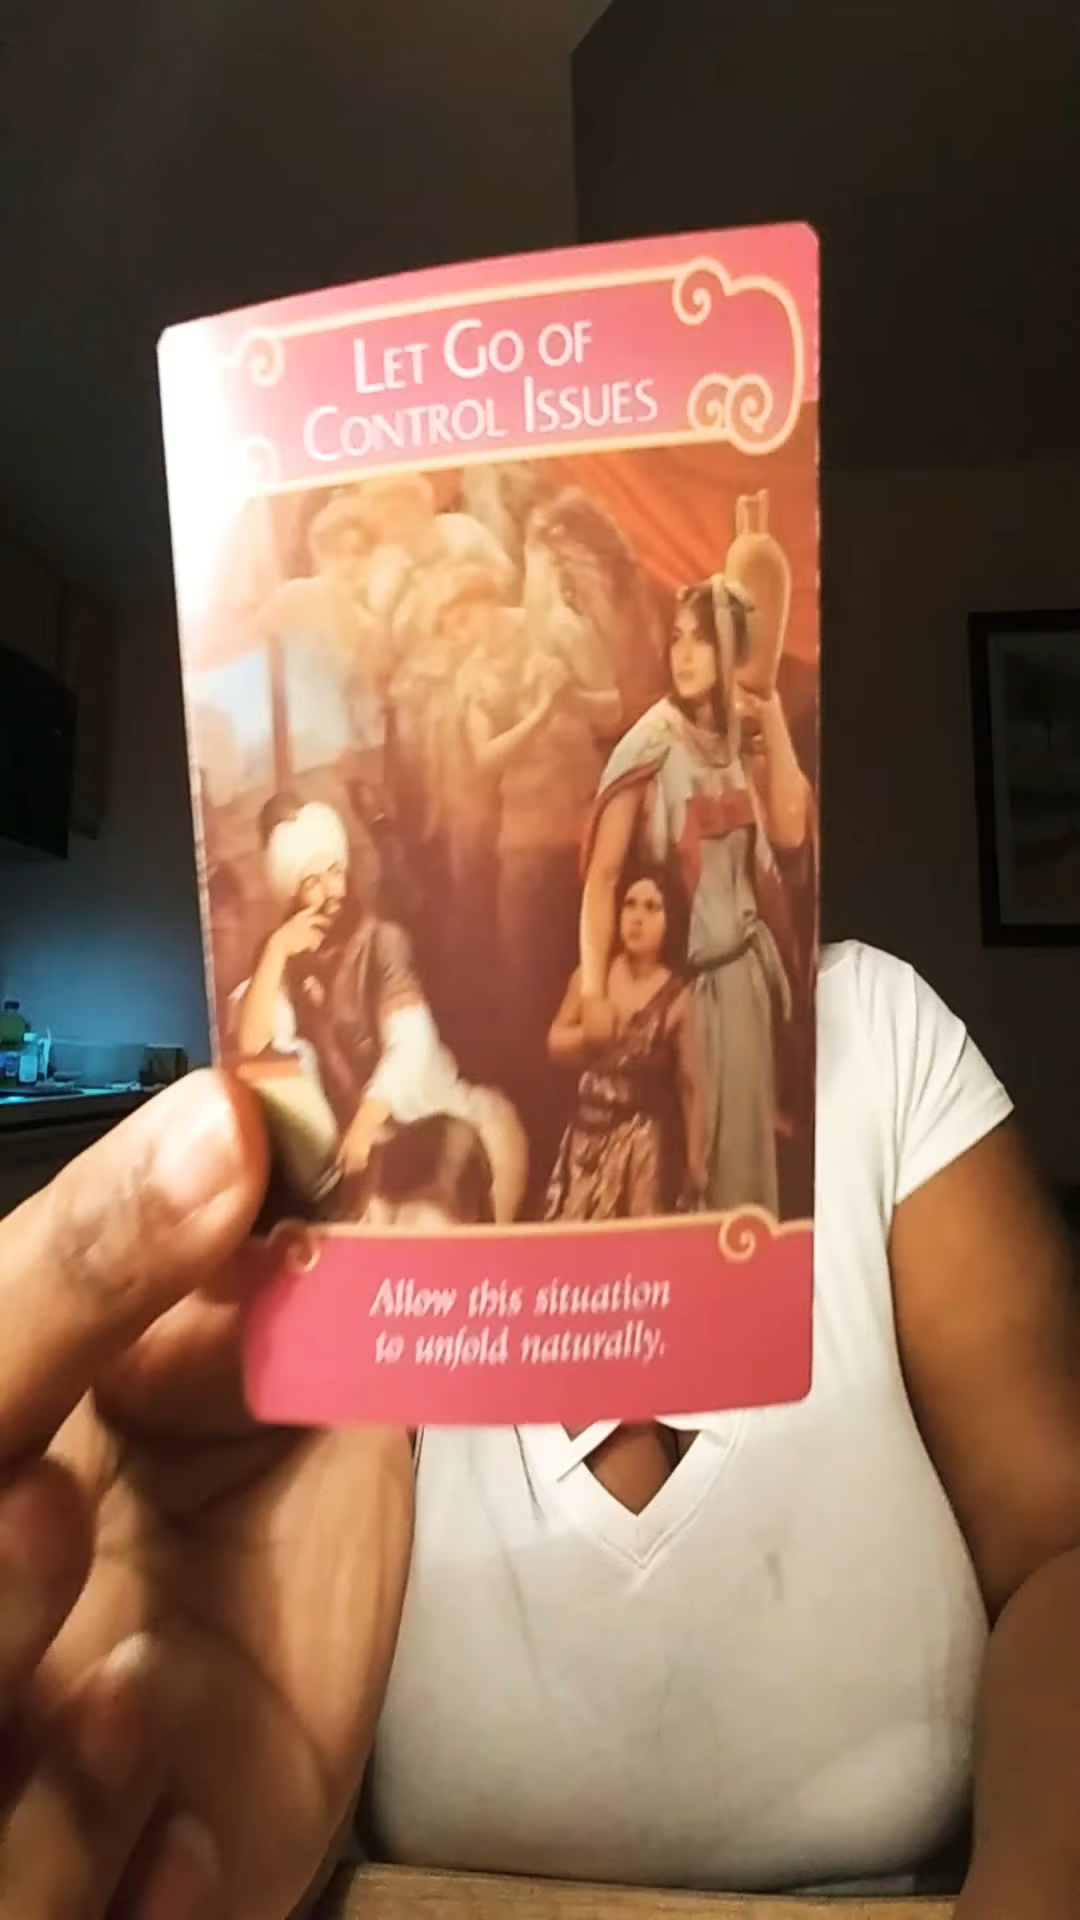 LET GO OF
CONTROL ISSUES
Allow this situation
to unfold naturally.